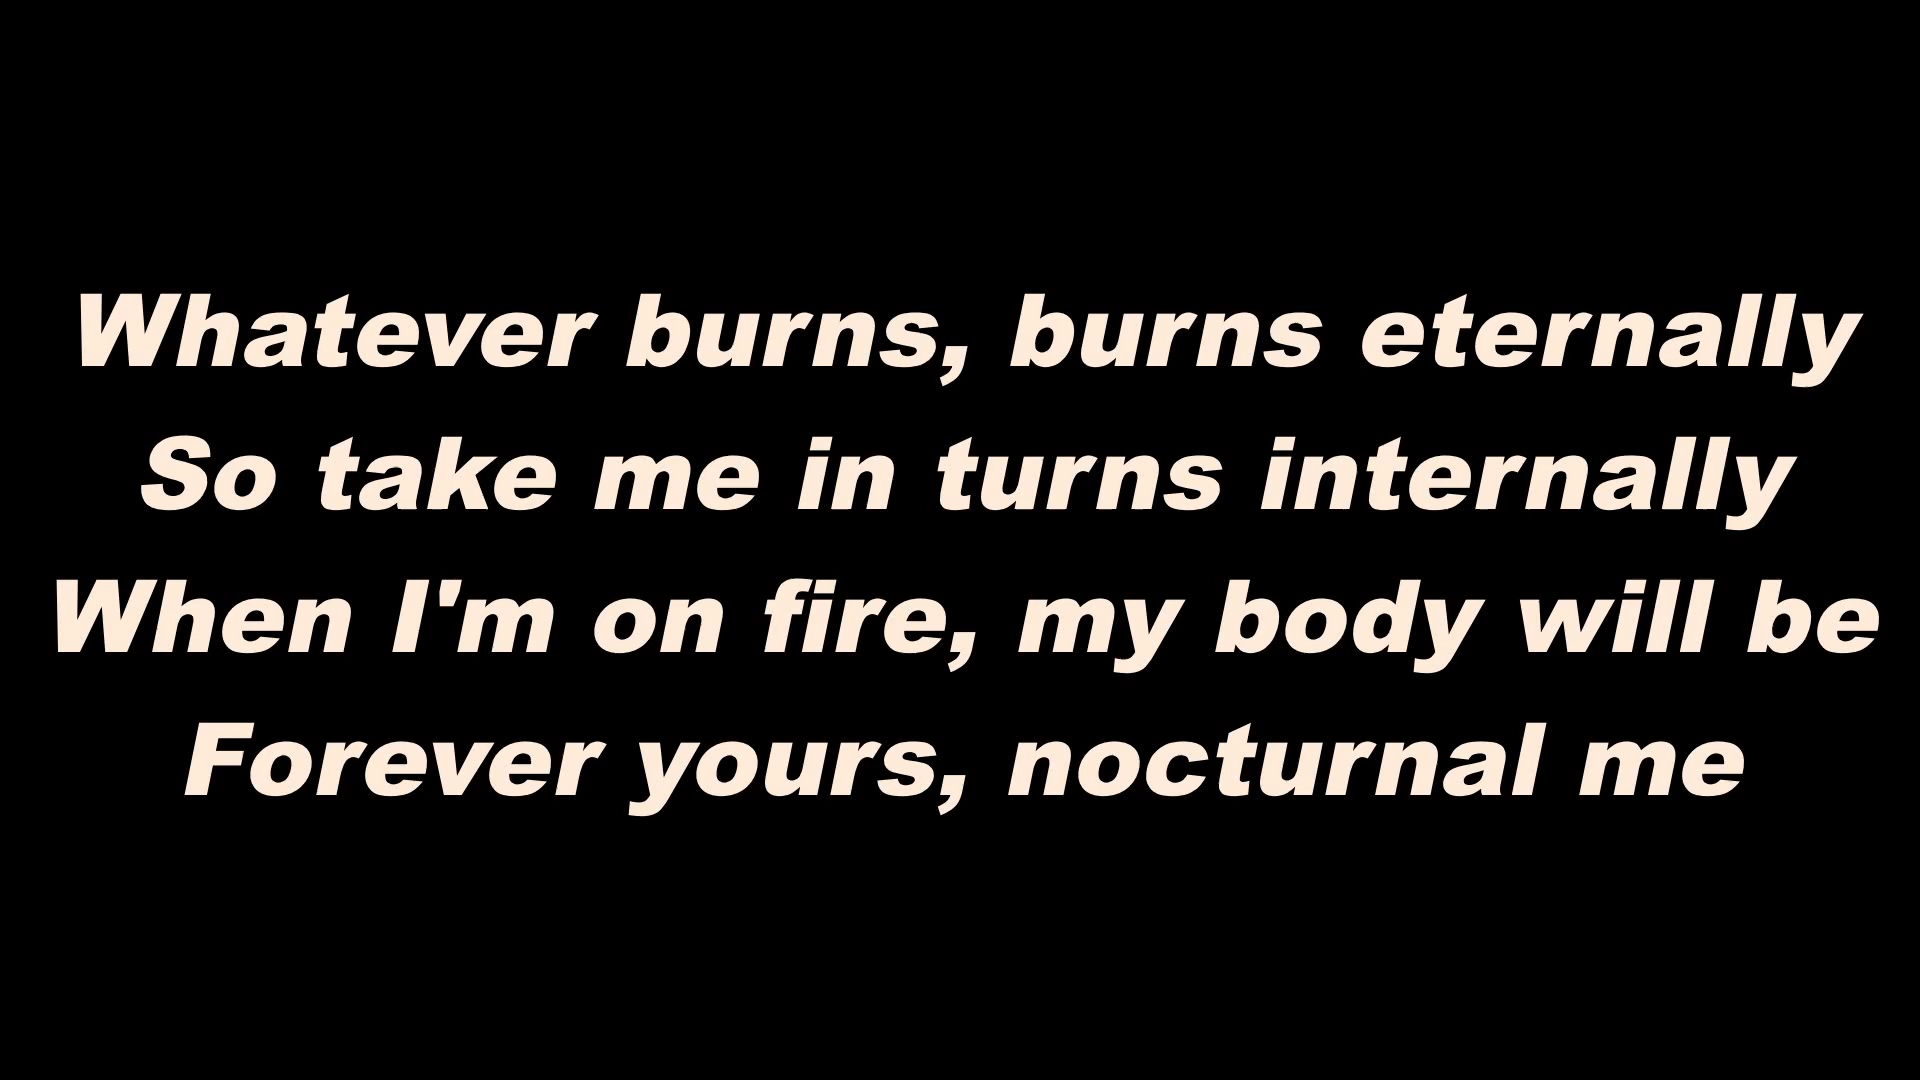 Whatever burns, burns eternally
So take me in turns internally
When I'm on fire, my body will be
Forever yours, nocturnal me